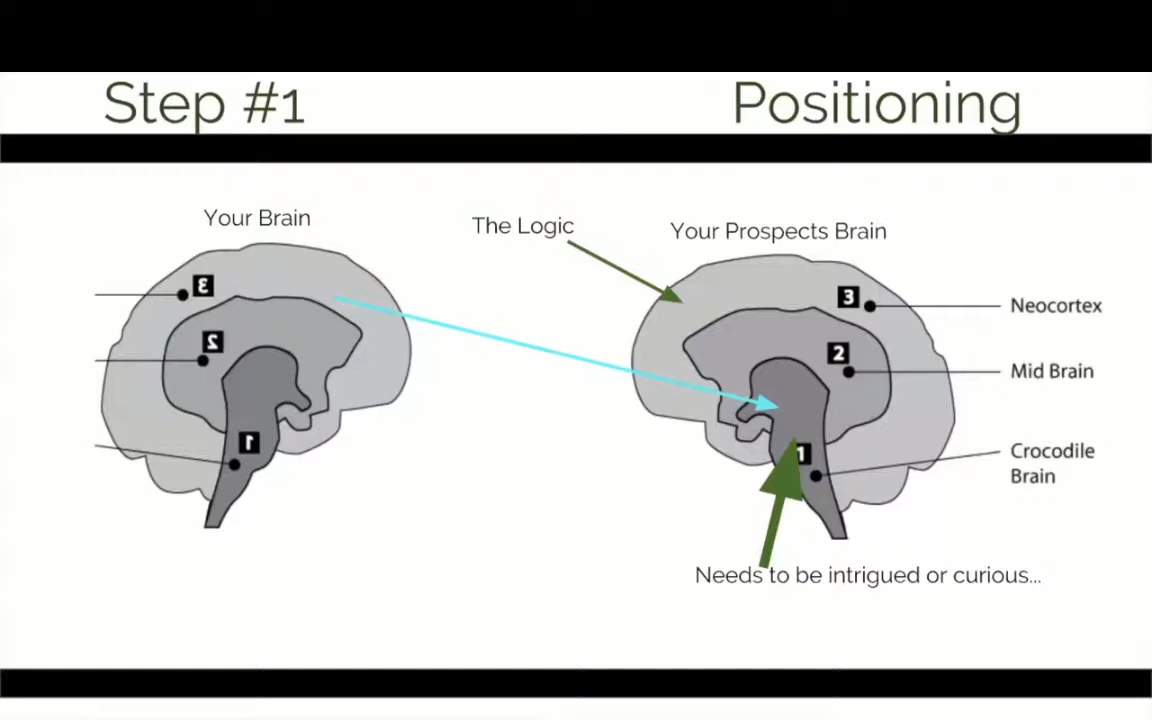 Step #1
Positioning
Your Brain
The Logic
Your Prospects Brain
3
3
Neocortex
2
2
Mid Brain
1
1
Crocodile
Brain
Needs to be intrigued or curious...